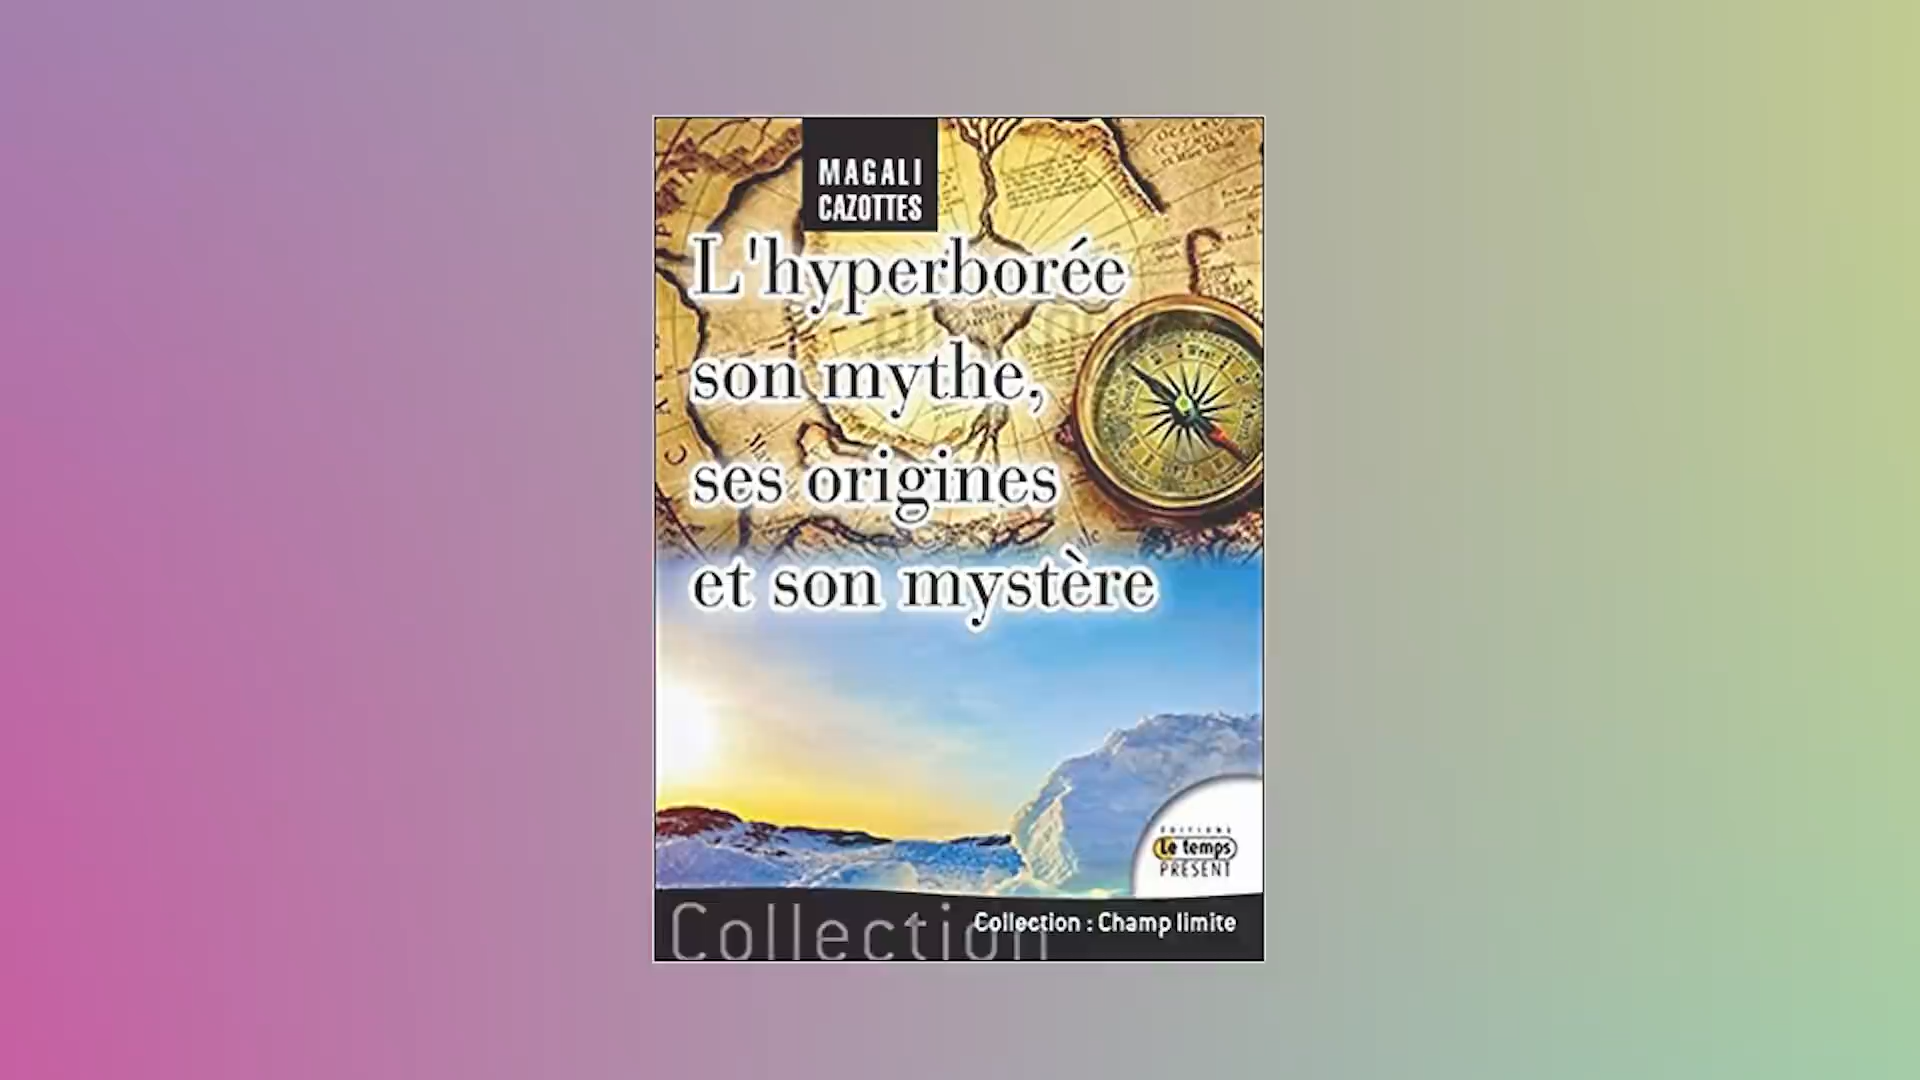 MAGALI
CAZOTTES
L'hyperborée
son mythe,
ses origines
et son mystère
EDITIONS
Le temps
PRESENT
Collection
Collection : Champ limite